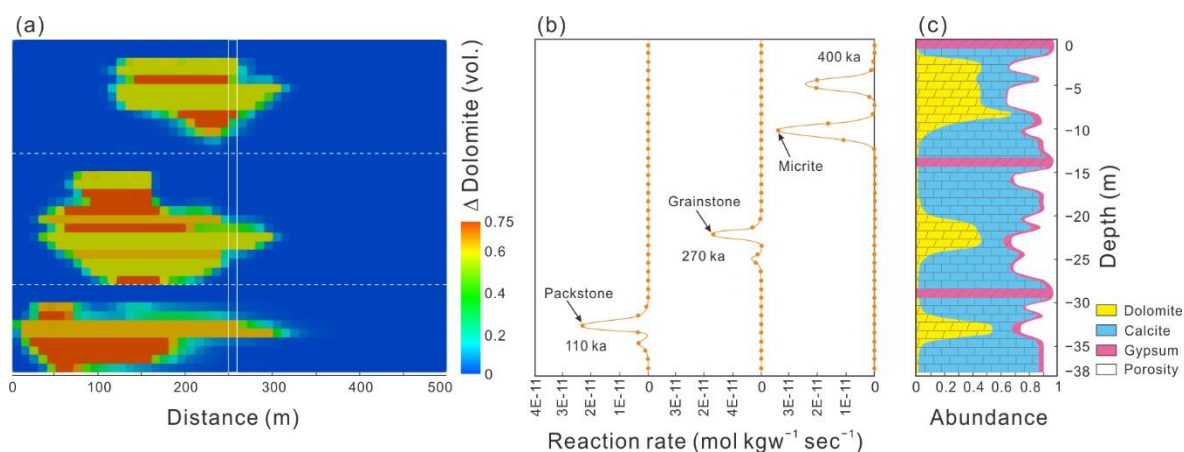 (a)
Δ Dolomite (vol.)
0.75
0.6
0.4
0.2
0
0 100 200 300 400 500
Distance (m)
(b)
400 ka
Micrite
Grainstone
270 ka
Packstone
110 ka
4E-11 3E-11 2E-11 1E-11 0 3E-11 2E-11 4E-11 0 3E-11 2E-11 1E-11 0
Reaction rate (mol kgw⁻¹ sec⁻¹)
(c)
0
−5
−10
−15
−20
−25
−30
−35
−38
Depth (m)
Dolomite
Calcite
Gypsum
Porosity
0 0.2 0.4 0.6 0.8 1
Abundance